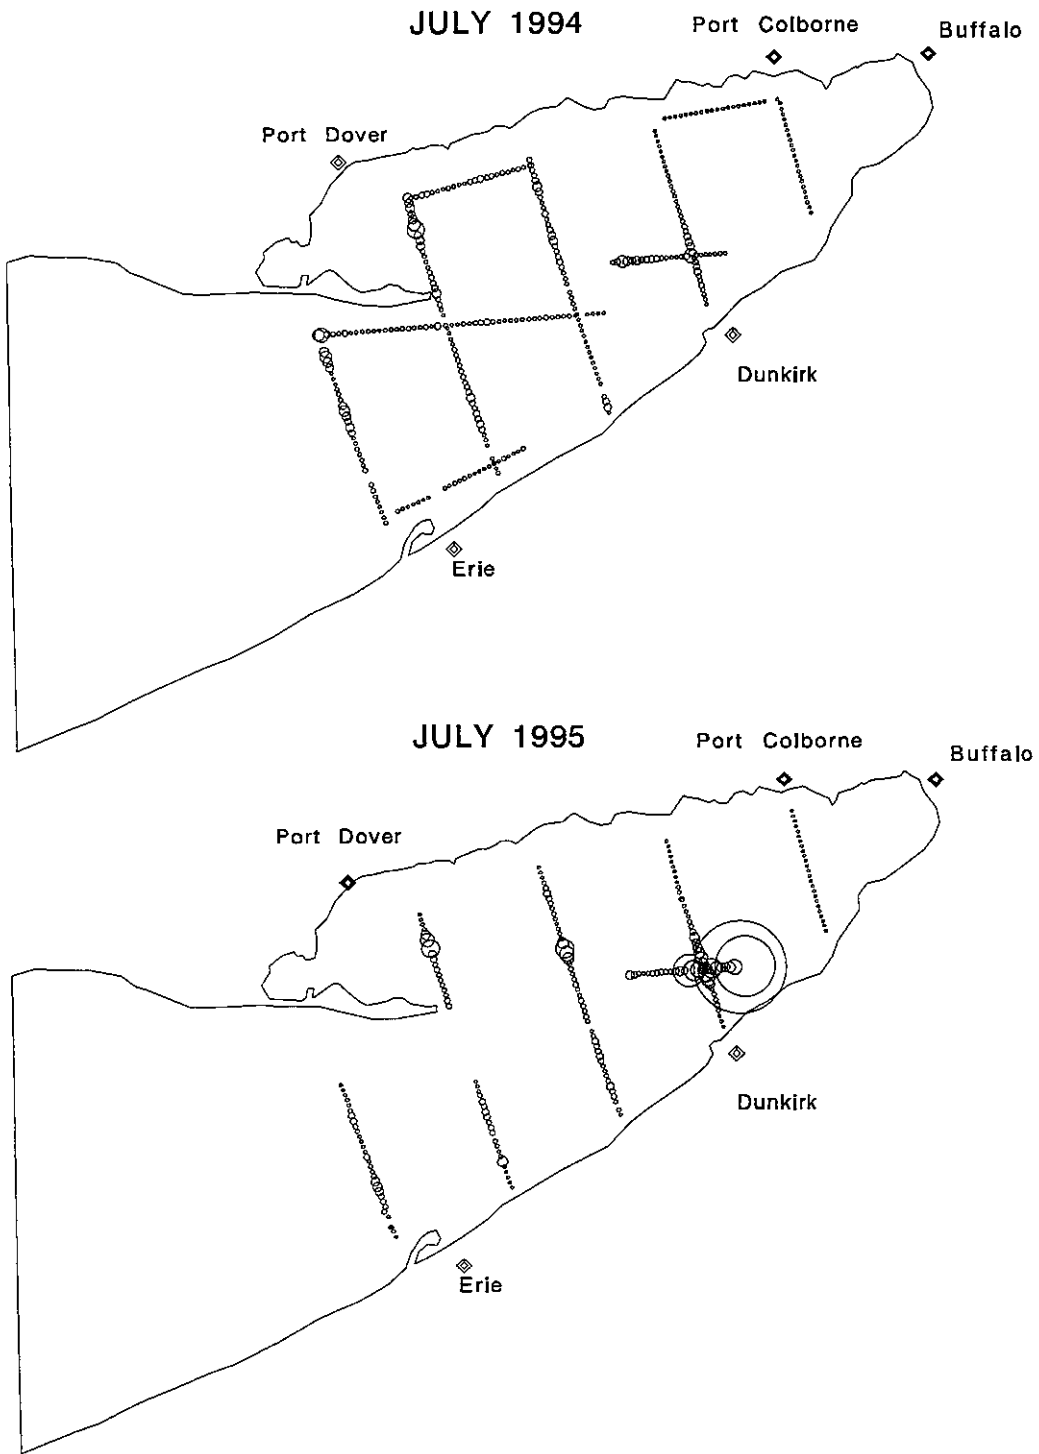 JULY 1994
Port Colborne
Buffalo
Port Dover
Dunkirk
Erie
JULY 1995
Port Colborne
Buffalo
Port Dover
Dunkirk
Erie